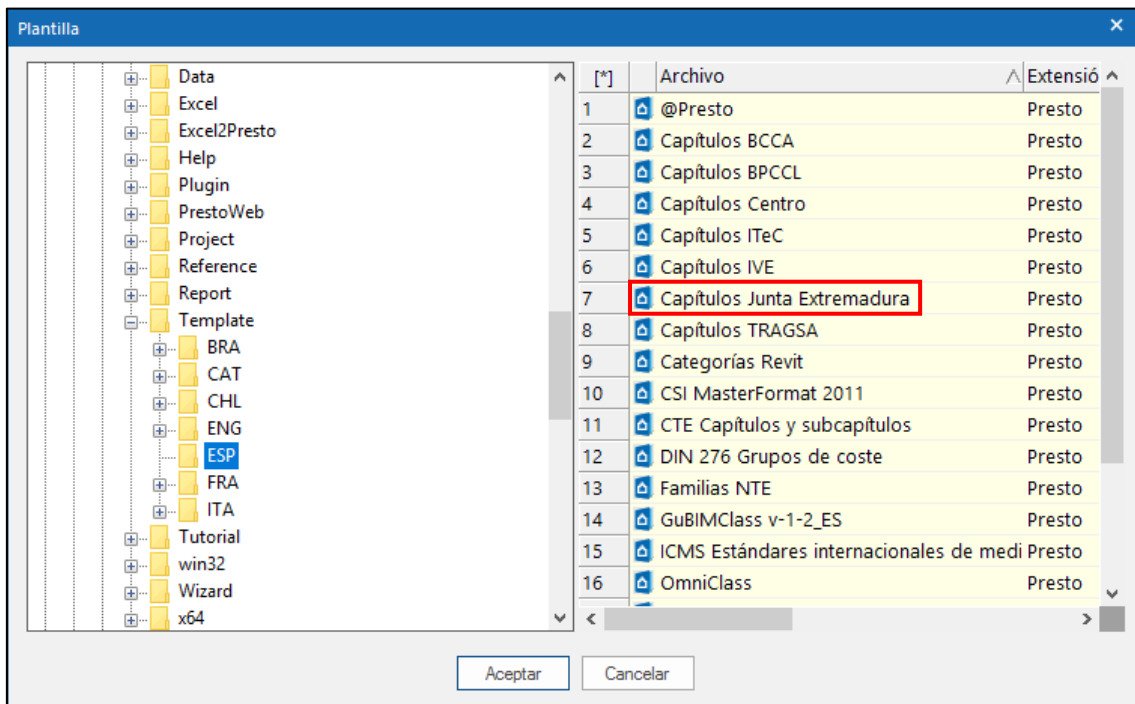 Plantilla
Data
Excel
Excel2Presto
Help
Plugin
PrestoWeb
Project
Reference
Report
Template
BRA
CAT
CHL
ENG
ESP
FRA
ITA
Tutorial
win32
Wizard
x64
[*] Archivo Extensió
1 @Presto Presto
2 Capítulos BCCA Presto
3 Capítulos BPCCL Presto
4 Capítulos Centro Presto
5 Capítulos ITeC Presto
6 Capítulos IVE Presto
7 Capítulos Junta Extremadura Presto
8 Capítulos TRAGSA Presto
9 Categorías Revit Presto
10 CSI MasterFormat 2011 Presto
11 CTE Capítulos y subcapítulos Presto
12 DIN 276 Grupos de coste Presto
13 Familias NTE Presto
14 GuBIMClass v-1-2_ES Presto
15 ICMS Estándares internacionales de medi Presto
16 OmniClass Presto
Aceptar Cancelar